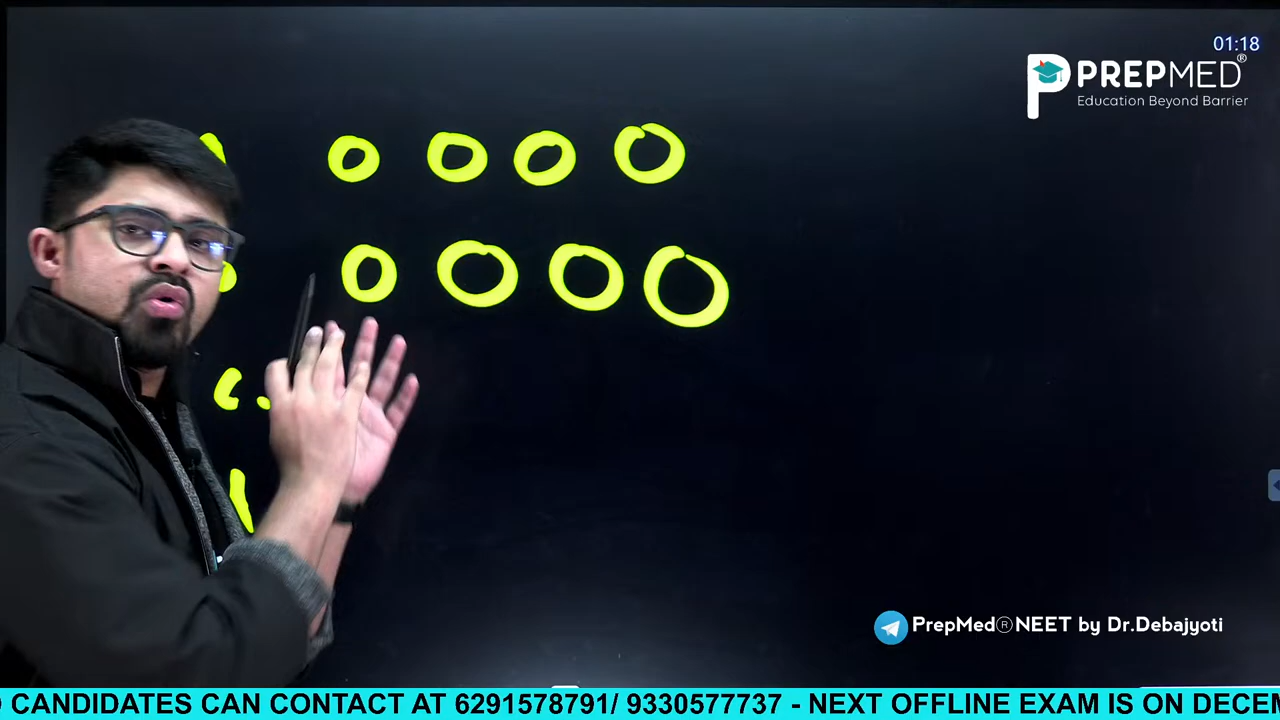 01:18
PREPMED®
Education Beyond Barrier
O O O O
O O O O
PrepMed®NEET by Dr.Debajyoti
CANDIDATES CAN CONTACT AT 6291578791/ 9330577737 - NEXT OFFLINE EXAM IS ON DECEM